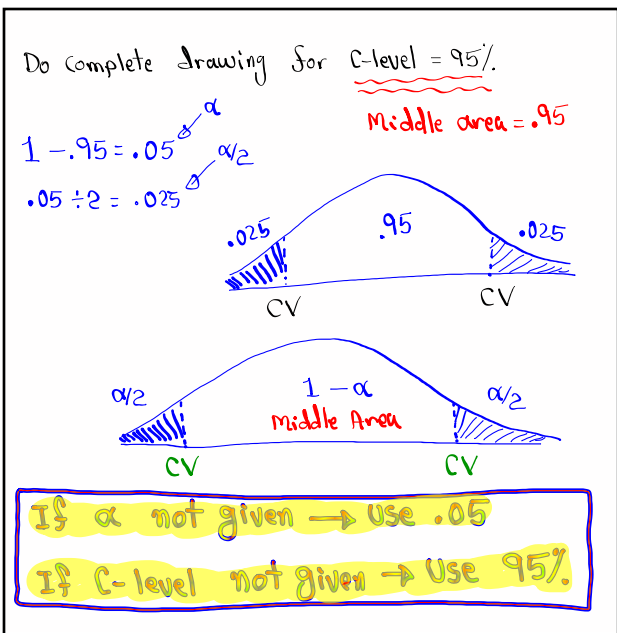 Do complete drawing for C-level = 95%.
Middle area = .95
1 - .95 = .05 α
.05 ÷ 2 = .025 α/2
.025 .95 .025
CV CV
α/2 1 - α α/2
Middle Area
CV CV
If α not given → Use .05
If C-level not given → Use 95%.